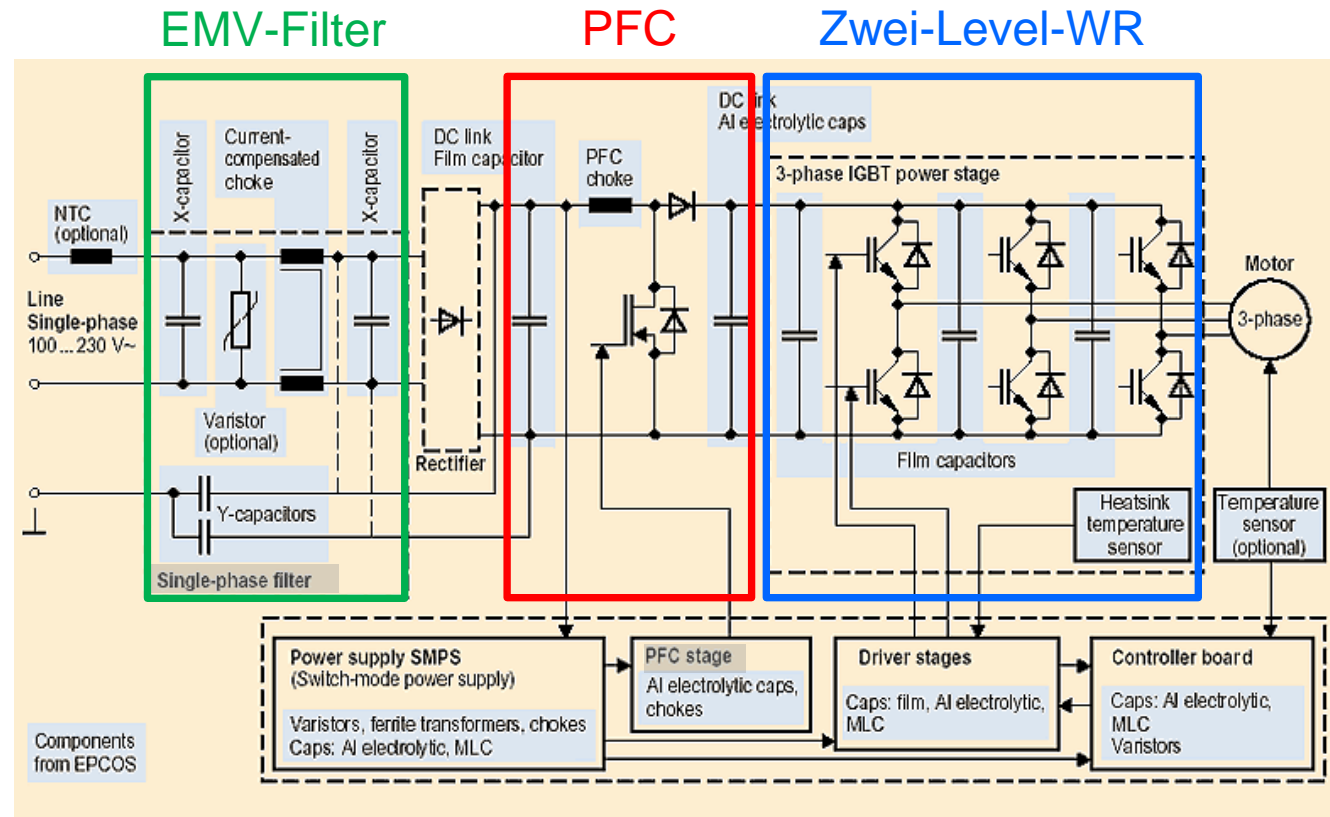 EMV-Filter
PFC
Zwei-Level-WR
X-capacitor
Current-
compensated
choke
X-capacitor
DC link
Film capacitor
PFC
choke
DC link
Al electrolytic caps
3-phase IGBT power stage
NTC
(optional)
Line
Single-phase
100 ... 230 V~
Motor
3-phase
Varistor
(optional)
Rectifier
Film capacitors
Y-capacitors
Heatsink
temperature
sensor
Temperature
sensor
(optional)
Single-phase filter
Power supply SMPS
(Switch-mode power supply)
Varistors, ferrite transformers, chokes
Caps: Al electrolytic, MLC
PFC stage
Al electrolytic caps,
chokes
Driver stages
Caps: film, Al electrolytic,
MLC
Controller board
Caps: Al electrolytic,
MLC
Varistors
Components
from EPCOS